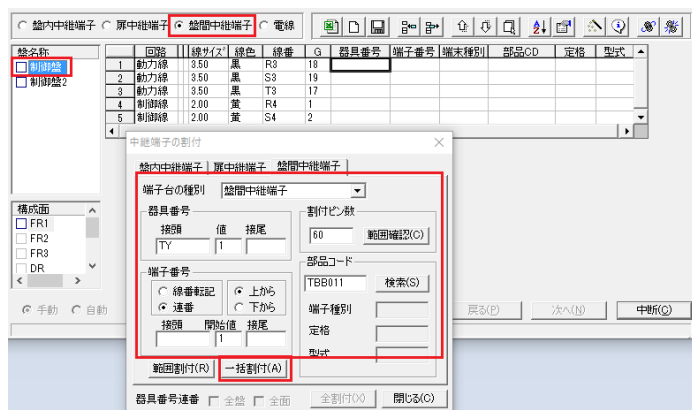 盤内中継端子 扉中継端子 盤間中継端子 電線
盤名称
制御盤
制御盤2
回路 線サイズ 線色 線番 G 器具番号 端子番号 端末種別 部品CD 定格 型式
1 動力線 3.50 黒 R3 18
2 動力線 3.50 黒 S3 19
3 動力線 3.50 黒 T3 17
4 制御線 2.00 黄 R4 1
5 制御線 2.00 黄 S4 2
構成面
FR1
FR2
FR3
DR
手動 自動
中継端子の割付
盤内中継端子 扉中継端子 盤間中継端子
端子台の種別 盤間中継端子
器具番号
接頭 値 接尾
TY 1
割付ピン数
60 範囲確認(C)
端子番号
線番転記 上から
連番 下から
接頭 開始値 接尾
1
部品コード
TBB011 検索(S)
端子種別
定格
型式
範囲割付(R) 一括割付(A)
器具番号連番 全盤 全面 全割付(X) 閉じる(C)
戻る(P) 次へ(N) 中断(Q)